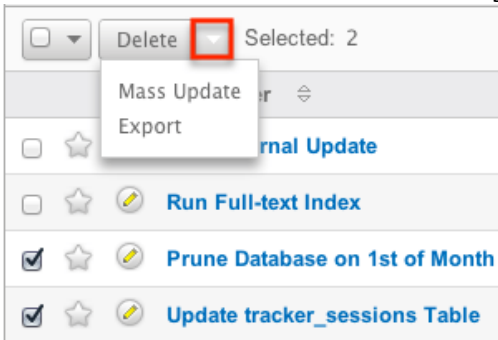 Delete Selected: 2
Mass Update
r
Export
rnal Update
Run Full-text Index
Prune Database on 1st of Month
Update tracker_sessions Table